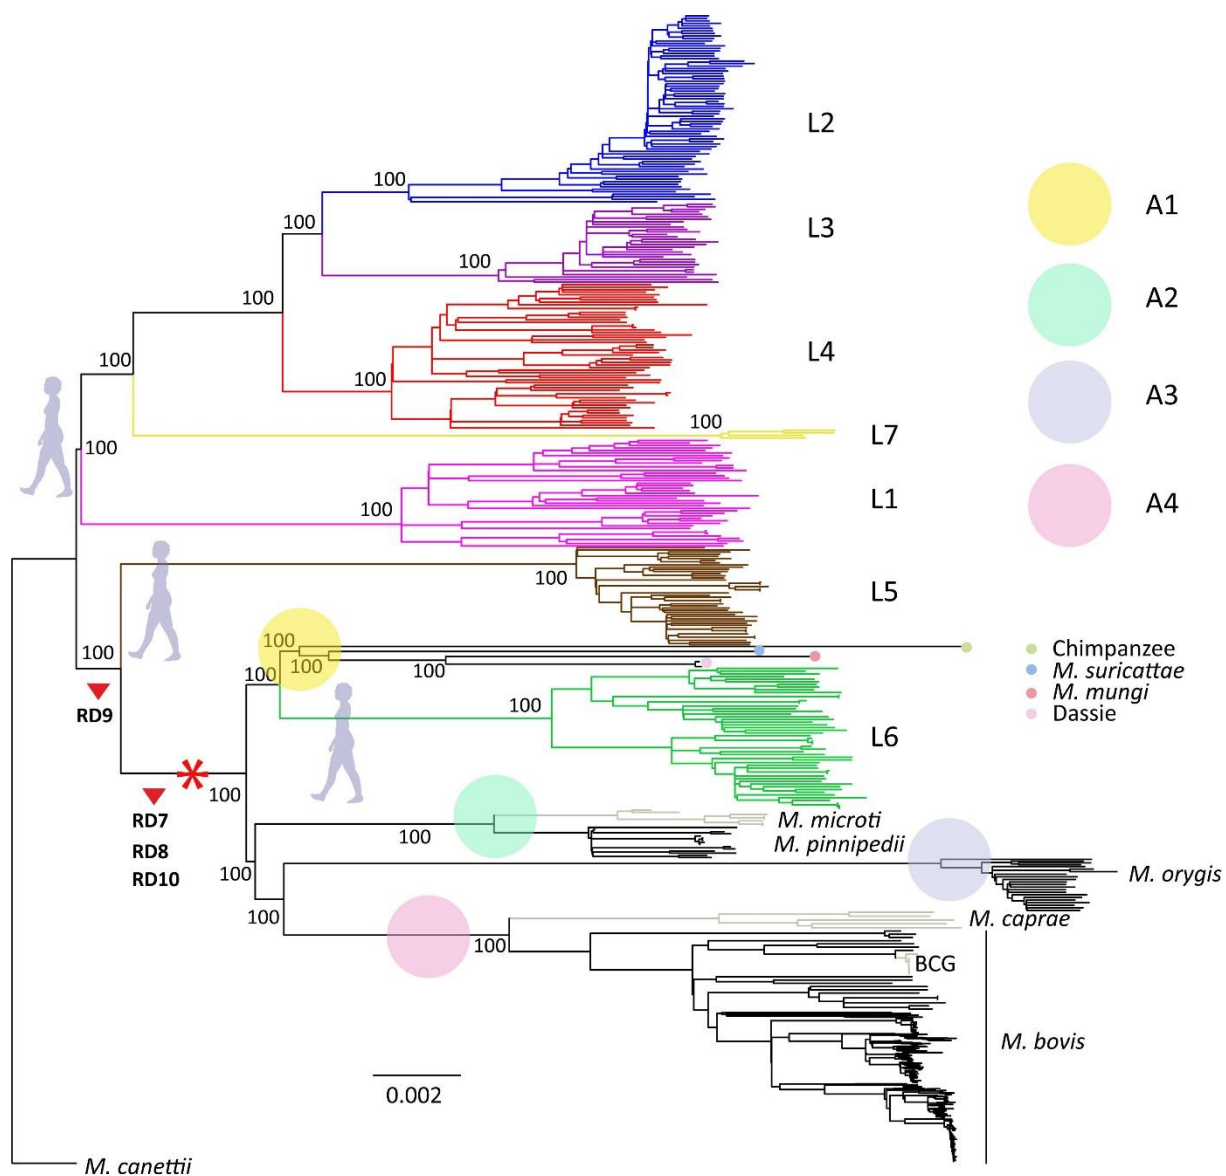 L2
A1
100
100
L3
A2
100
100
L4
A3
100
100
100
L7
100
L1
A4
100
100
L5
100
100
Chimpanzee
100
100
100
M. suricattae
M. mungi
RD9
100
L6
Dassie
RD7
100
M. microti
100
M. pinnipedii
RD8
100
M. orygis
RD10
100
M. caprae
100
BCG
M. bovis
0.002
M. canettii